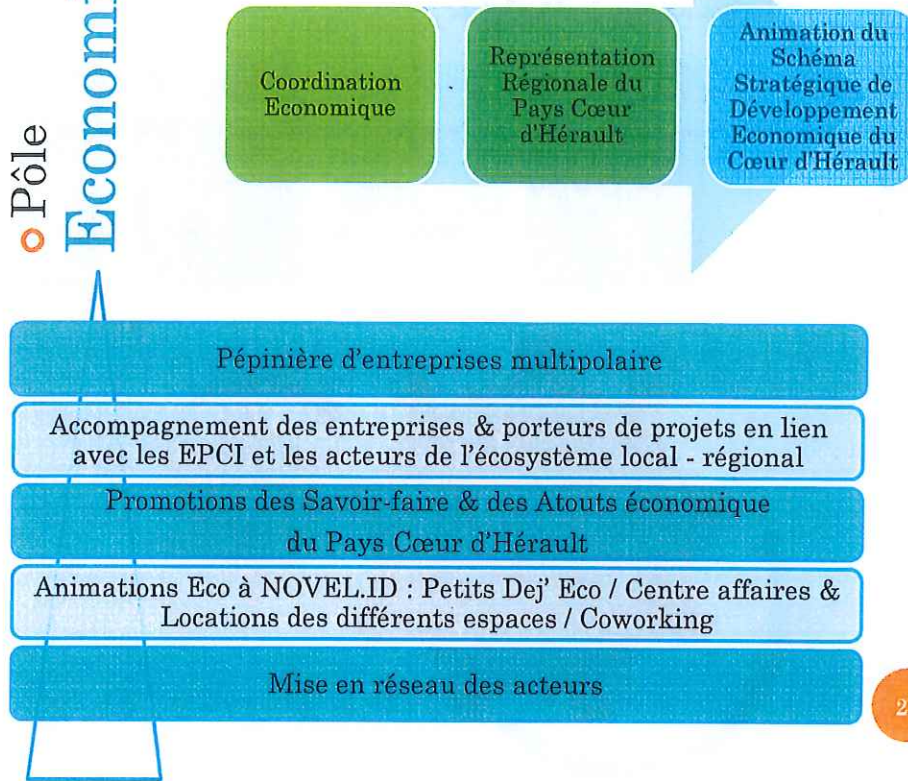 Pôle
Economi
Coordination
Economique
Représentation
Régionale du
Pays Cœur
d'Hérault
Animation du
Schéma
Stratégique de
Développement
Economique du
Cœur d'Hérault
Pépinière d'entreprises multipolaire
Accompagnement des entreprises & porteurs de projets en lien
avec les EPCI et les acteurs de l'écosystème local - régional
Promotions des Savoir-faire & des Atouts économique
du Pays Cœur d'Hérault
Animations Eco à NOVEL.ID : Petits Dej' Eco / Centre affaires &
Locations des différents espaces / Coworking
Mise en réseau des acteurs
2